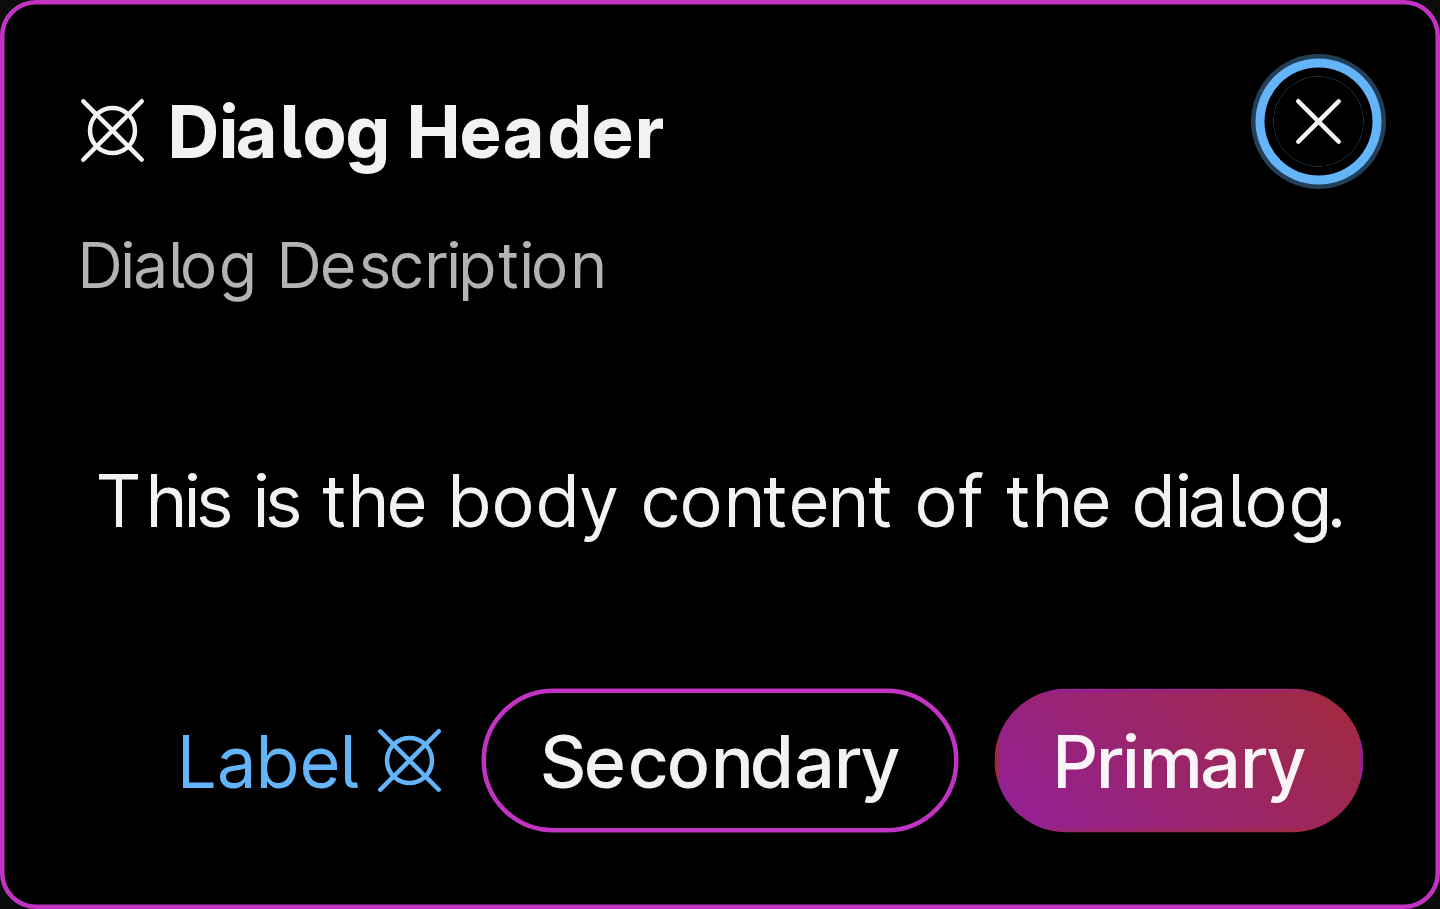 Dialog Header
Dialog Description
This is the body content of the dialog.
Label
Secondary
Primary